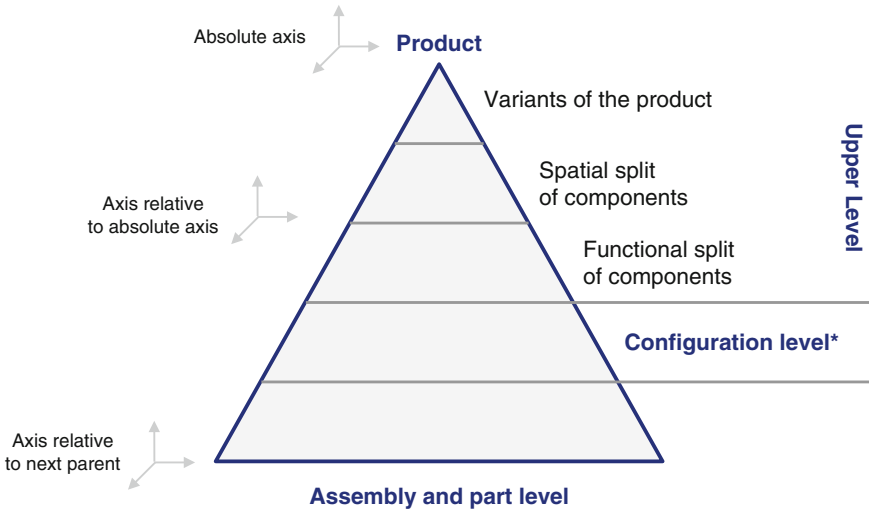 Absolute axis
Product
Variants of the product
Spatial split
of components
Upper Level
Axis relative
to absolute axis
Functional split
of components
Configuration level*
Axis relative
to next parent
Assembly and part level